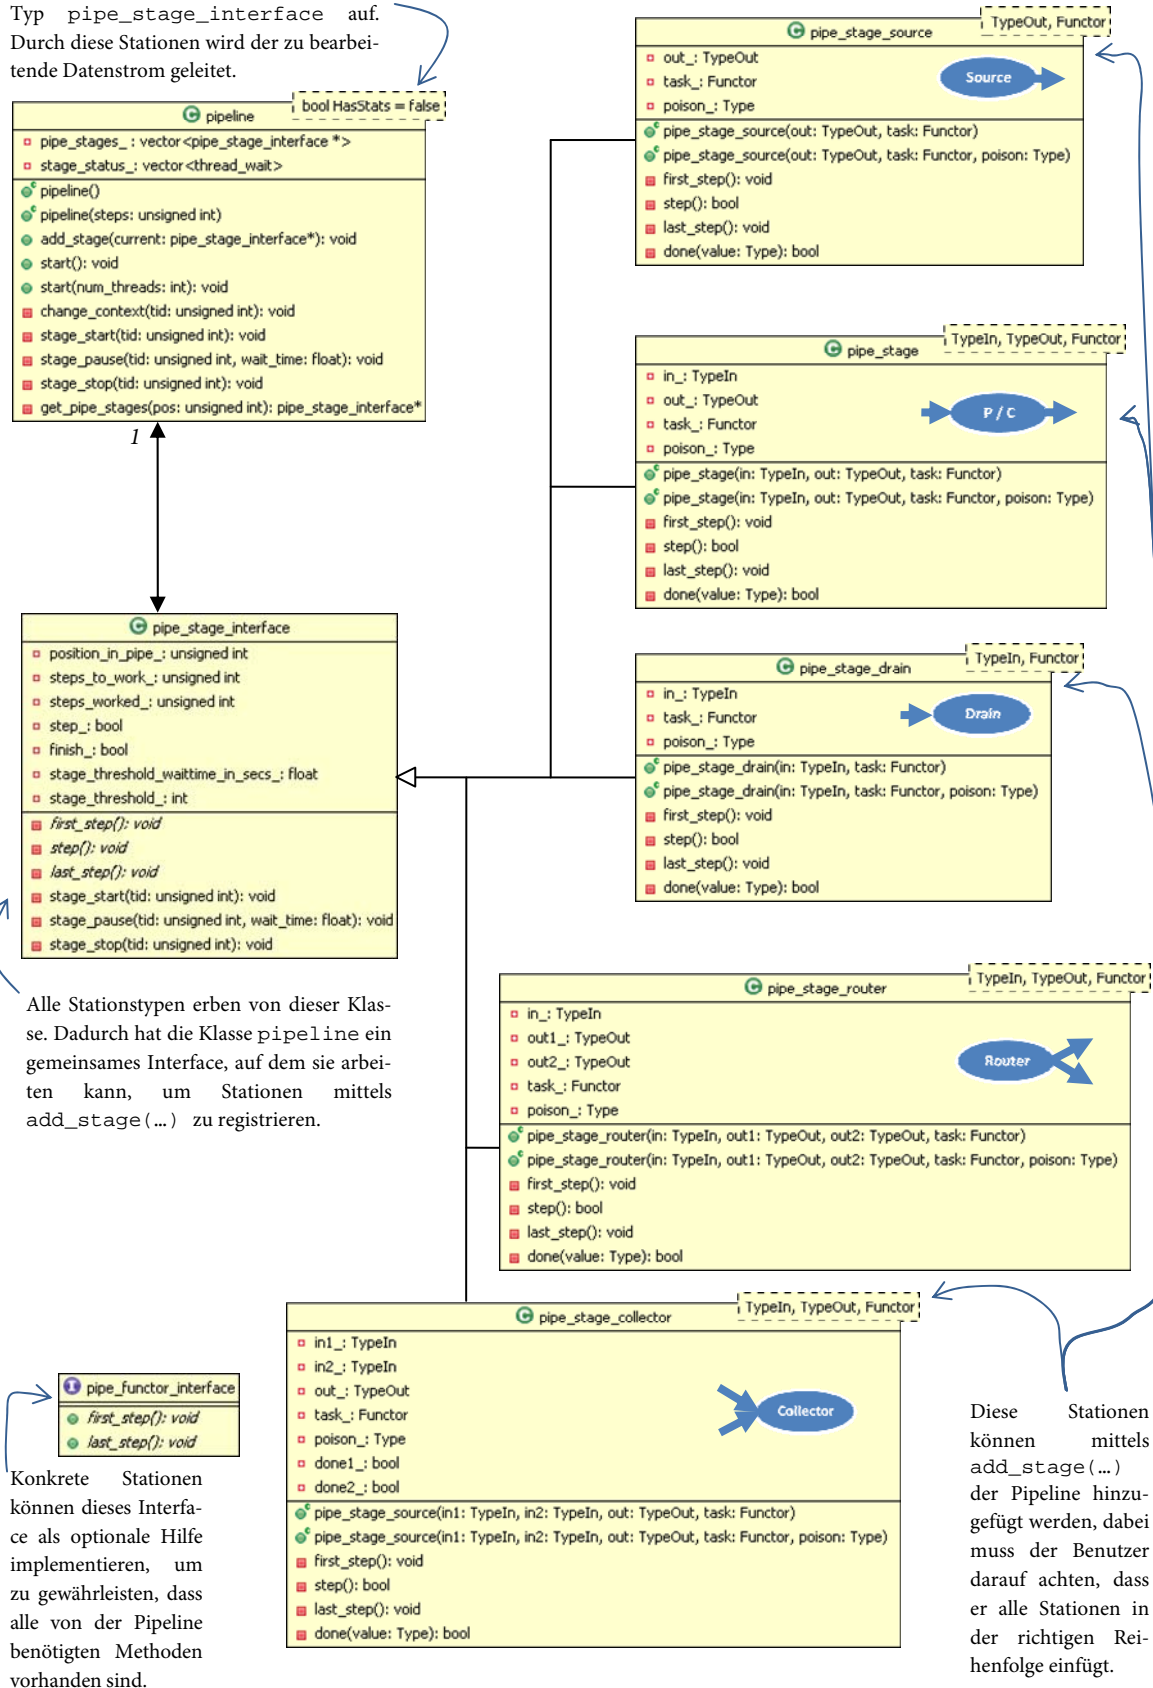 Typ pipe_stage_interface auf.
Durch diese Stationen wird der zu bearbei-
tende Datenstrom geleitet.
bool HasStats = false
pipeline
pipe_stages_: vector<pipe_stage_interface *>
stage_status_: vector<thread_wait>
pipeline()
pipeline(steps: unsigned int)
add_stage(current: pipe_stage_interface*): void
start(): void
start(num_threads: int): void
change_context(tid: unsigned int): void
stage_start(tid: unsigned int): void
stage_pause(tid: unsigned int, wait_time: float): void
stage_stop(tid: unsigned int): void
get_pipe_stages(pos: unsigned int): pipe_stage_interface*
1
pipe_stage_interface
position_in_pipe_: unsigned int
steps_to_work_: unsigned int
steps_worked_: unsigned int
step_: bool
finish_: bool
stage_threshold_waittime_in_secs_: float
stage_threshold_: int
first_step(): void
step(): void
last_step(): void
stage_start(tid: unsigned int): void
stage_pause(tid: unsigned int, wait_time: float): void
stage_stop(tid: unsigned int): void
Alle Stationstypen erben von dieser Klas-
se. Dadurch hat die Klasse pipeline ein
gemeinsames Interface, auf dem sie arbei-
ten kann, um Stationen mittels
add_stage(…) zu registrieren.
TypeOut, Functor
pipe_stage_source
out_: TypeOut
task_: Functor
poison_: Type
Source
pipe_stage_source(out: TypeOut, task: Functor)
pipe_stage_source(out: TypeOut, task: Functor, poison: Type)
first_step(): void
step(): bool
last_step(): void
done(value: Type): bool
TypeIn, TypeOut, Functor
pipe_stage
in_: TypeIn
out_: TypeOut
task_: Functor
poison_: Type
P / C
pipe_stage(in: TypeIn, out: TypeOut, task: Functor)
pipe_stage(in: TypeIn, out: TypeOut, task: Functor, poison: Type)
first_step(): void
step(): bool
last_step(): void
done(value: Type): bool
TypeIn, Functor
pipe_stage_drain
in_: TypeIn
task_: Functor
poison_: Type
Drain
pipe_stage_drain(in: TypeIn, task: Functor)
pipe_stage_drain(in: TypeIn, task: Functor, poison: Type)
first_step(): void
step(): bool
last_step(): void
done(value: Type): bool
TypeIn, TypeOut, Functor
pipe_stage_router
in_: TypeIn
out1_: TypeOut
out2_: TypeOut
task_: Functor
poison_: Type
Router
pipe_stage_router(in: TypeIn, out1: TypeOut, out2: TypeOut, task: Functor)
pipe_stage_router(in: TypeIn, out1: TypeOut, out2: TypeOut, task: Functor, poison: Type)
first_step(): void
step(): bool
last_step(): void
done(value: Type): bool
TypeIn, TypeOut, Functor
pipe_stage_collector
in1_: TypeIn
in2_: TypeIn
out_: TypeOut
task_: Functor
poison_: Type
done1_: bool
done2_: bool
Collector
pipe_stage_source(in1: TypeIn, in2: TypeIn, out: TypeOut, task: Functor)
pipe_stage_source(in1: TypeIn, in2: TypeIn, out: TypeOut, task: Functor, poison: Type)
first_step(): void
step(): bool
last_step(): void
done(value: Type): bool
pipe_functor_interface
first_step(): void
last_step(): void
Konkrete Stationen
können dieses Interfa-
ce als optionale Hilfe
implementieren, um
zu gewährleisten, dass
alle von der Pipeline
benötigten Methoden
vorhanden sind.
Diese Stationen
können mittels
add_stage(…)
der Pipeline hinzu-
gefügt werden, dabei
muss der Benutzer
darauf achten, dass
er alle Stationen in
der richtigen Rei-
henfolge einfügt.